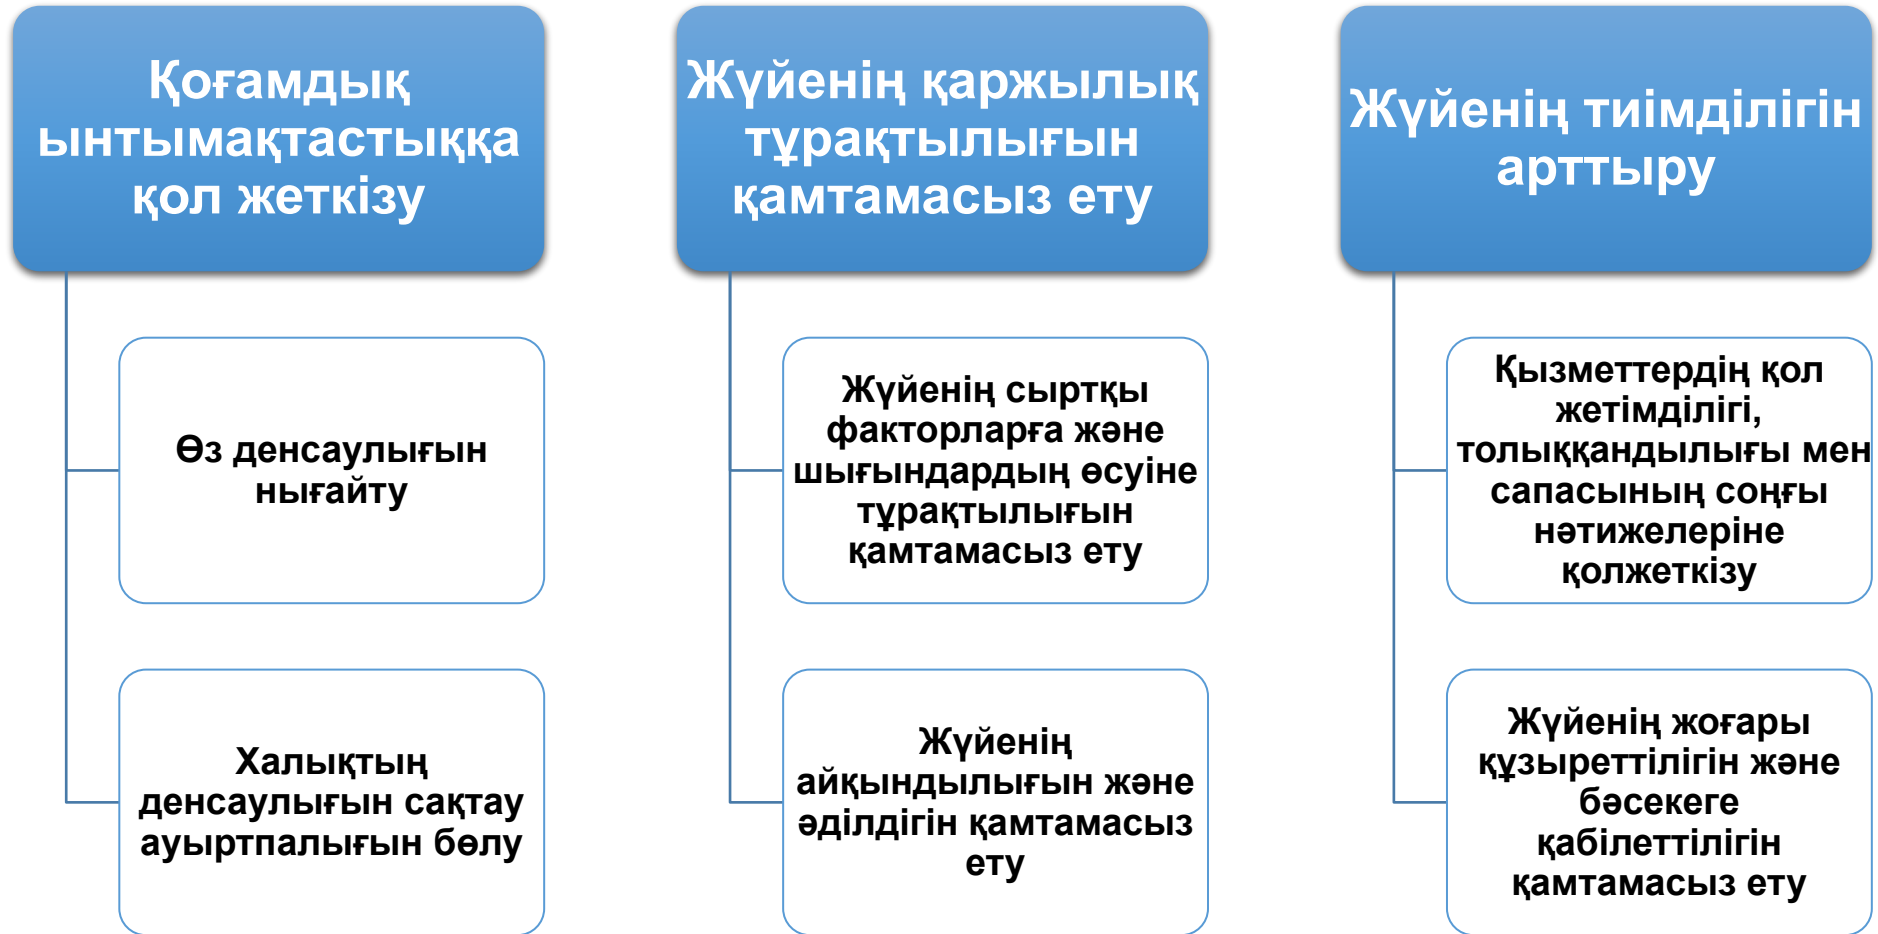 Қоғамдық
ынтымақтастыққа
қол жеткізу
Өз денсаулығын
нығайту
Халықтың
денсаулығын сақтау
ауыртпалығын бөлу
Жүйенің қаржылық
тұрақтылығын
қамтамасыз ету
Жүйенің сыртқы
факторларға және
шығындардың өсуіне
тұрақтылығын
қамтамасыз ету
Жүйенің
айқындылығын және
әділдігін қамтамасыз
ету
Жүйенің тиімділігін
арттыру
Қызметтердің қол
жетімділігі,
толыққандылығы мен
сапасының соңғы
нәтижелеріне
қолжеткізу
Жүйенің жоғары
құзыреттілігін және
бәсекеге
қабілеттілігін
қамтамасыз ету